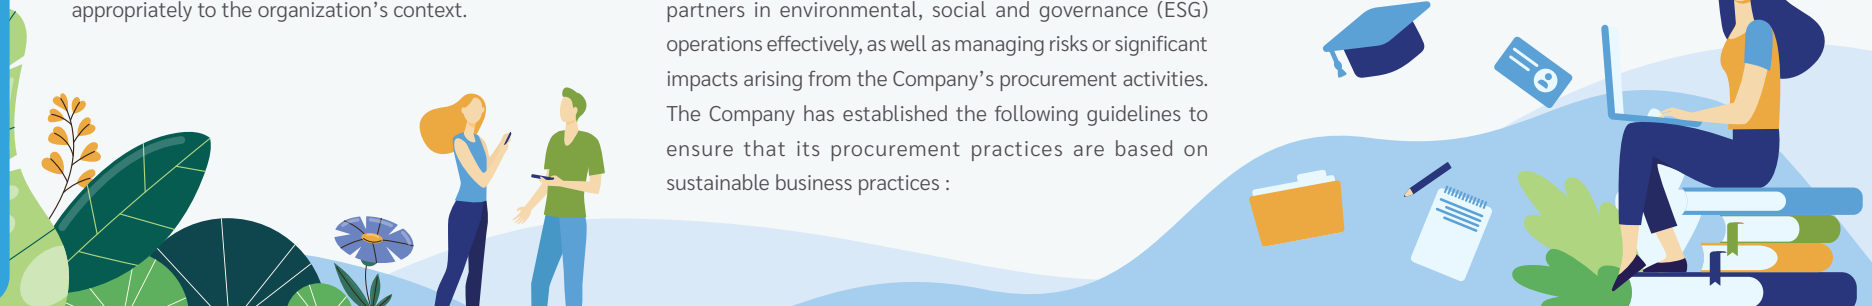 appropriately to the organization’s context.
partners in environmental, social and governance (ESG)
operations effectively, as well as managing risks or significant
impacts arising from the Company’s procurement activities.
The Company has established the following guidelines to
ensure that its procurement practices are based on
sustainable business practices :